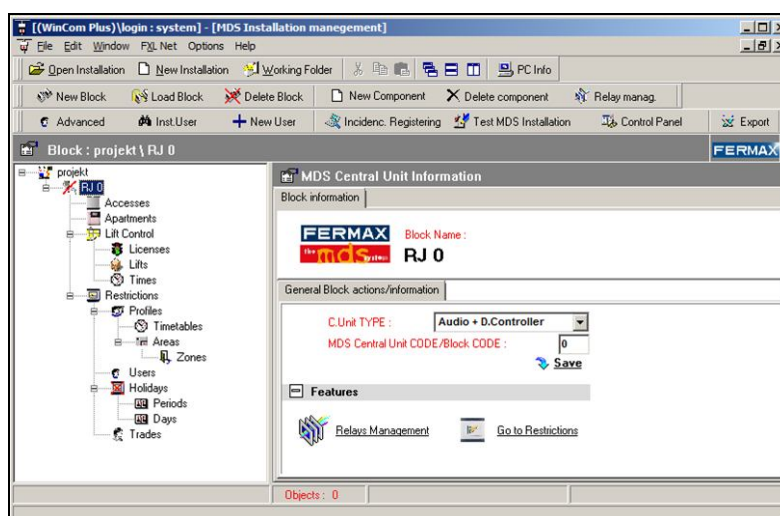 [(WinCom Plus)\login : system] - [MDS Installation manegement]
File Edit Window FXL Net Options Help
Open Installation New Installation Working Folder PC Info
New Block Load Block Delete Block New Component Delete component Relay manag.
Advanced Inst.User New User Incidenc. Registering Test MDS Installation Control Panel Export
Block : projekt \ RJ 0 FERMAX
projekt
RJ 0
Accesses
Apartments
Lift Control
Licenses
Lifts
Times
Restrictions
Profiles
Timetables
Areas
Zones
Users
Holidays
Periods
Days
Trades
MDS Central Unit Information
Block information
FERMAX
the mds system
Block Name :
RJ 0
General Block actions/information
C.Unit TYPE : Audio + D.Controller
MDS Central Unit CODE/Block CODE : 0
Save
Features
Relays Management Go to Restrictions
Objects : 0